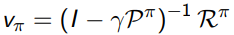 v_π = (I − γ𝒫^π)^{−1} ℛ^π